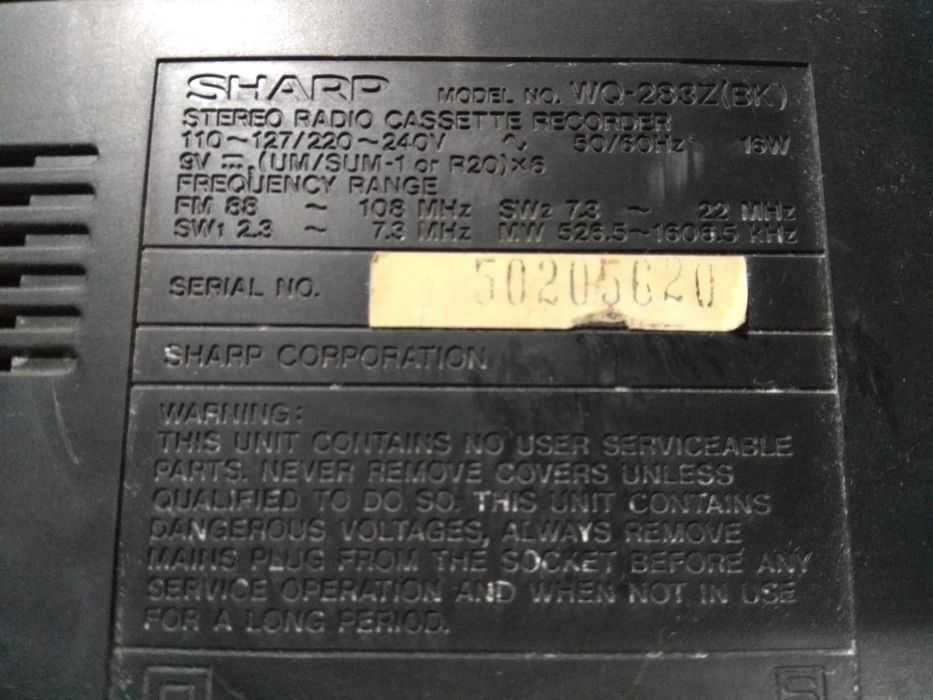 SHARP MODEL NO. WQ-283Z(BK)
STEREO RADIO CASSETTE RECORDER
110~127/220~240V ~ 50/60Hz 16W
9V ⎓ (UM/SUM-1 or R20)×6
FREQUENCY RANGE
FM 88 ~ 108 MHz SW2 7.3 ~ 22 MHz
SW1 2.3 ~ 7.3 MHz MW 526.5~1606.5 kHz
SERIAL NO. 50205620
SHARP CORPORATION
WARNING:
THIS UNIT CONTAINS NO USER SERVICEABLE
PARTS. NEVER REMOVE COVERS UNLESS
QUALIFIED TO DO SO. THIS UNIT CONTAINS
DANGEROUS VOLTAGES, ALWAYS REMOVE
MAINS PLUG FROM THE SOCKET BEFORE ANY
SERVICE OPERATION AND WHEN NOT IN USE
FOR A LONG PERIOD.